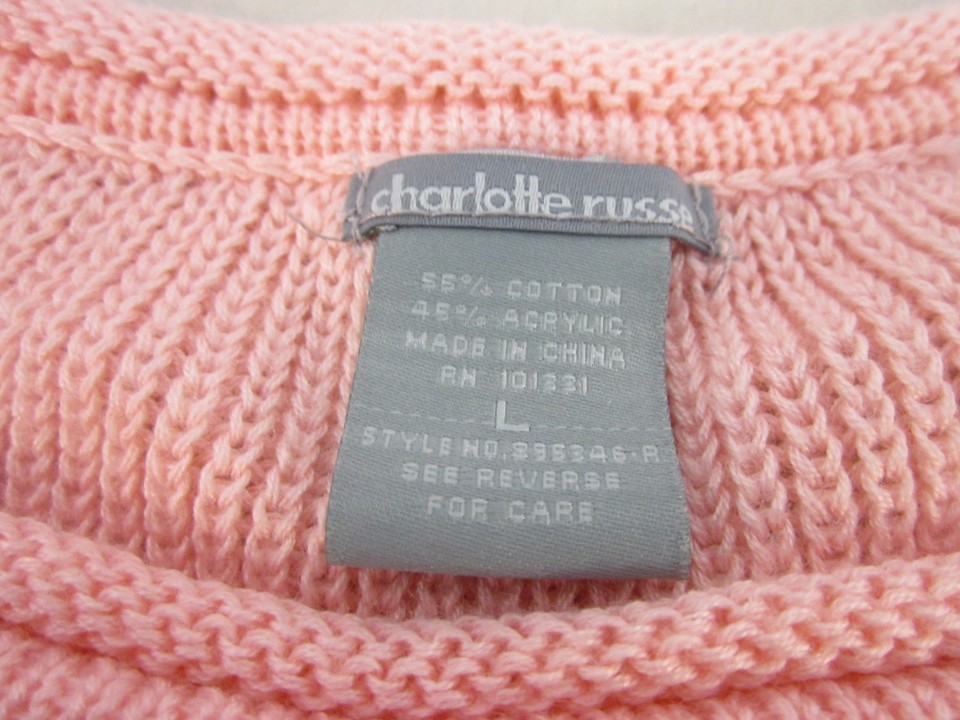 charlotte russe
55% COTTON
45% ACRYLIC
MADE IN CHINA
RN 101331
L
STYLE NO.
SEE REVERSE
FOR CARE